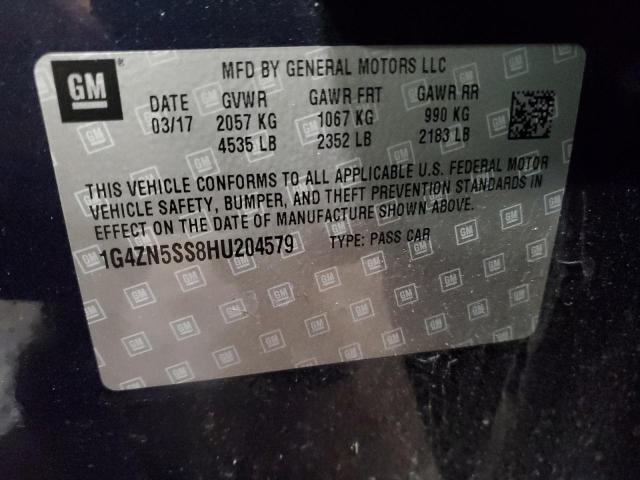 GM
MFD BY GENERAL MOTORS LLC
DATE GVWR GAWR FRT GAWR RR
03/17 2057 KG 1067 KG 990 KG
4535 LB 2352 LB 2183 LB
THIS VEHICLE CONFORMS TO ALL APPLICABLE U.S. FEDERAL MOTOR
VEHICLE SAFETY, BUMPER, AND THEFT PREVENTION STANDARDS IN
EFFECT ON THE DATE OF MANUFACTURE SHOWN ABOVE.
1G4ZN5SS8HU204579 TYPE: PASS CAR